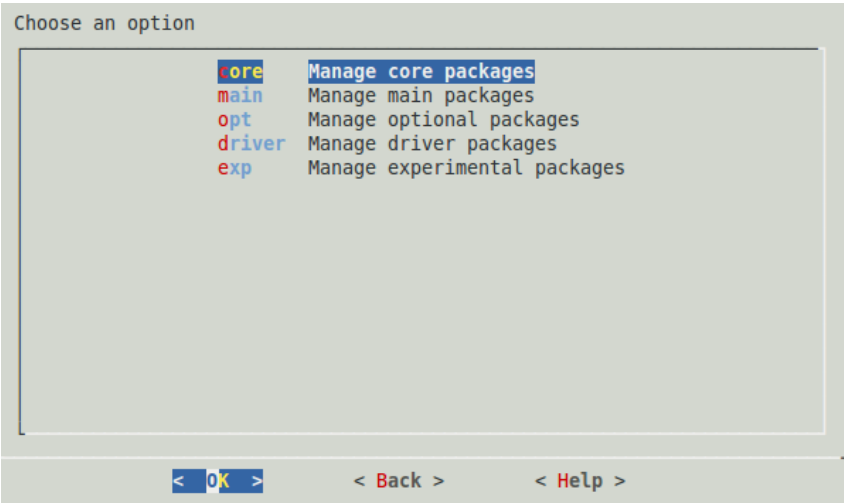 Choose an option
core Manage core packages
main Manage main packages
opt Manage optional packages
driver Manage driver packages
exp Manage experimental packages
< OK > < Back > < Help >